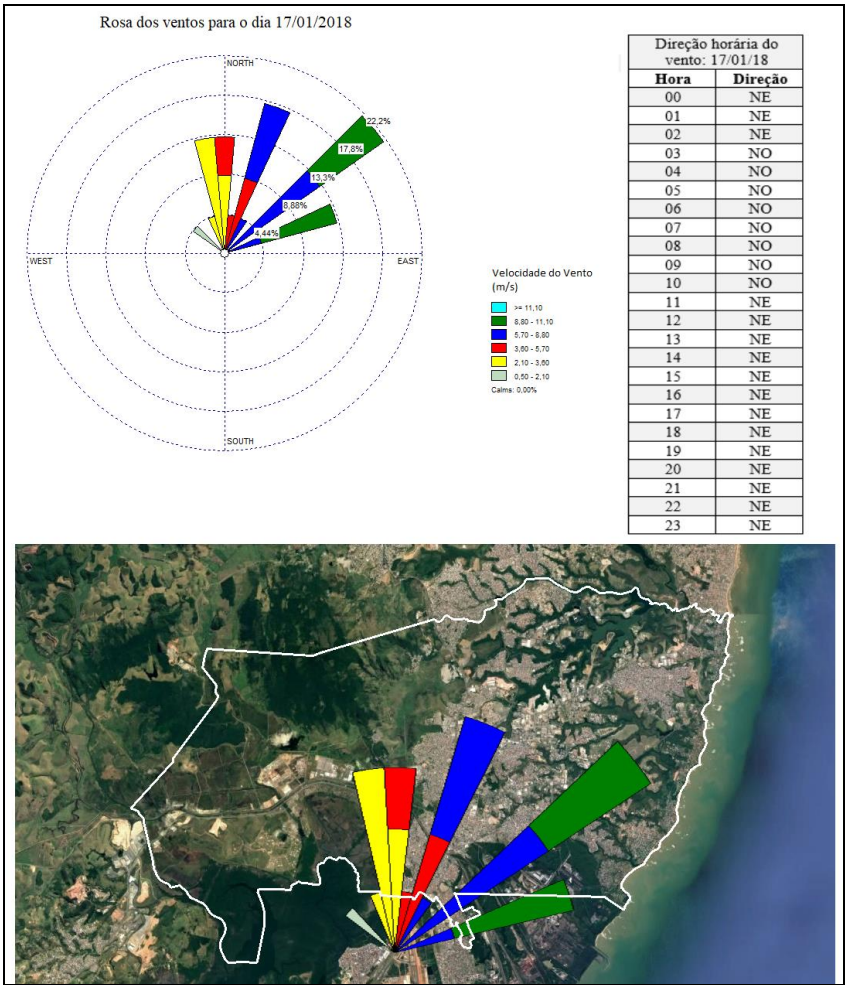 Rosa dos ventos para o dia 17/01/2018
NORTH
22,2%
17,8%
13,3%
8,88%
4,44%
WEST
EAST
SOUTH
Velocidade do Vento
(m/s)
>= 11,10
8,80 - 11,10
5,70 - 8,80
3,60 - 5,70
2,10 - 3,60
0,50 - 2,10
Calms: 0,00%
Direção horária do
vento: 17/01/18
Hora Direção
00 NE
01 NE
02 NE
03 NO
04 NO
05 NO
06 NO
07 NO
08 NO
09 NO
10 NO
11 NE
12 NE
13 NE
14 NE
15 NE
16 NE
17 NE
18 NE
19 NE
20 NE
21 NE
22 NE
23 NE